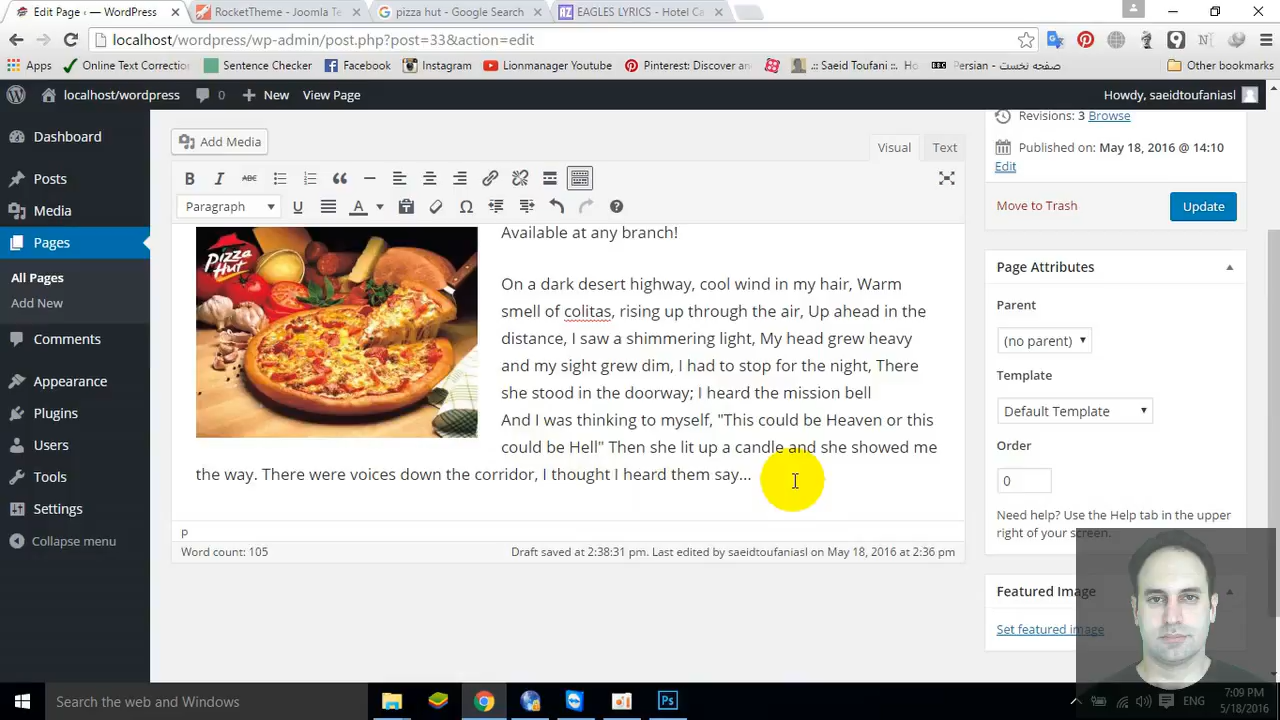 Edit Page ‹ — WordPress
RocketTheme - Joomla Te
pizza hut - Google Search
EAGLES LYRICS - Hotel Ca
localhost/wordpress/wp-admin/post.php?post=33&action=edit
Apps
Online Text Correction
Sentence Checker
Facebook
Instagram
Lionmanager Youtube
Pinterest: Discover and
.:: Saeid Toufani ::. Ho
صفحه نخست - Persian
Other bookmarks
localhost/wordpress
0
New
View Page
Howdy, saeidtoufaniasl
Dashboard
Posts
Media
Pages
All Pages
Add New
Comments
Appearance
Plugins
Users
Tools
Settings
Collapse menu
Add Media
Visual
Text
B I ABC
Paragraph
U A
Pizza
Hut
Available at any branch!
On a dark desert highway, cool wind in my hair, Warm
smell of colitas, rising up through the air, Up ahead in the
distance, I saw a shimmering light, My head grew heavy
and my sight grew dim, I had to stop for the night, There
she stood in the doorway; I heard the mission bell
And I was thinking to myself, "This could be Heaven or this
could be Hell" Then she lit up a candle and she showed me
the way. There were voices down the corridor, I thought I heard them say...
p
Word count: 105
Draft saved at 2:38:31 pm. Last edited by saeidtoufaniasl on May 18, 2016 at 2:36 pm
Revisions: 3 Browse
Published on: May 18, 2016 @ 14:10
Edit
Move to Trash
Update
Page Attributes
Parent
(no parent)
Template
Default Template
Order
0
Need help? Use the Help tab in the upper
right of your screen.
Featured Image
Set featured image
Search the web and Windows
Ps
ENG
7:09 PM
5/18/2016